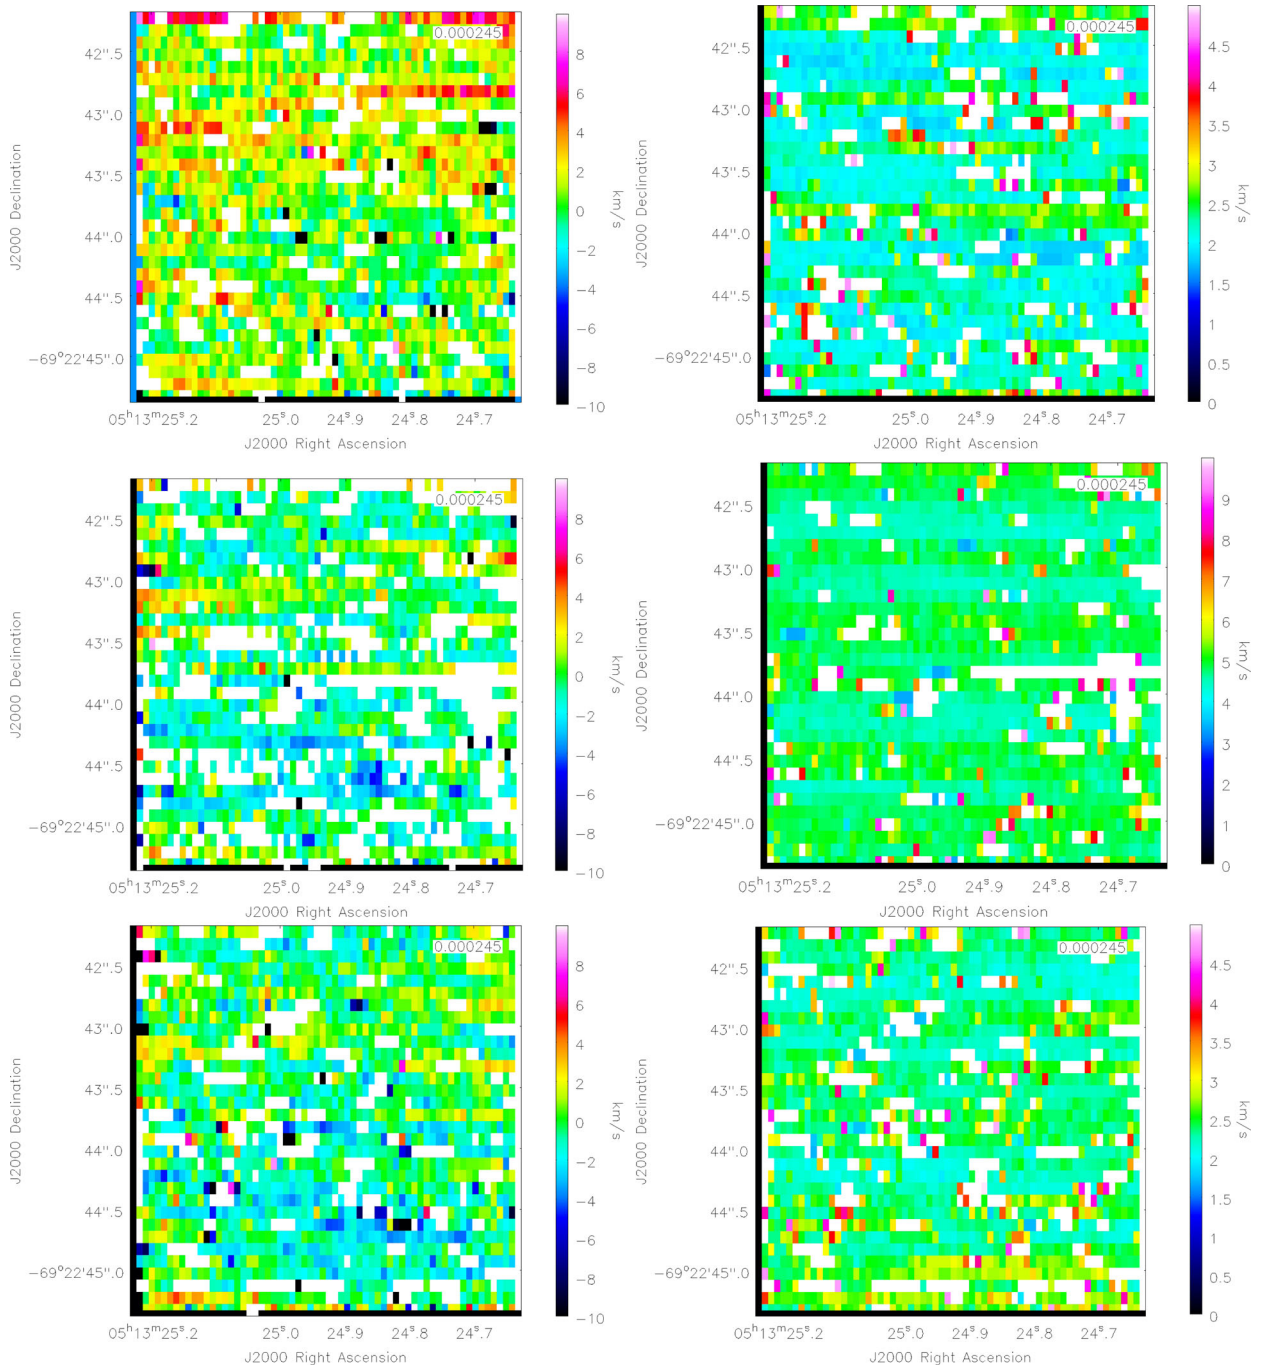 0.000245
8
6
4
2
0
−2
−4
−6
−8
−10
km/s
42".5
43".0
43".5
44".0
44".5
−69°22'45".0
J2000 Declination
05ʰ13ᵐ25ˢ.2
25ˢ.0
24ˢ.9
24ˢ.8
24ˢ.7
J2000 Right Ascension
0.000245
4.5
4
3.5
3
2.5
2
1.5
1
0.5
0
km/s
42".5
43".0
43".5
44".0
44".5
−69°22'45".0
J2000 Declination
05ʰ13ᵐ25ˢ.2
25ˢ.0
24ˢ.9
24ˢ.8
24ˢ.7
J2000 Right Ascension
0.000245
8
6
4
2
0
−2
−4
−6
−8
−10
km/s
42".5
43".0
43".5
44".0
44".5
−69°22'45".0
J2000 Declination
05ʰ13ᵐ25ˢ.2
25ˢ.0
24ˢ.9
24ˢ.8
24ˢ.7
J2000 Right Ascension
0.000245
9
8
7
6
5
4
3
2
1
0
km/s
42".5
43".0
43".5
44".0
44".5
−69°22'45".0
J2000 Declination
05ʰ13ᵐ25ˢ.2
25ˢ.0
24ˢ.9
24ˢ.8
24ˢ.7
J2000 Right Ascension
0.000245
8
6
4
2
0
−2
−4
−6
−8
−10
km/s
42".5
43".0
43".5
44".0
44".5
−69°22'45".0
J2000 Declination
05ʰ13ᵐ25ˢ.2
25ˢ.0
24ˢ.9
24ˢ.8
24ˢ.7
J2000 Right Ascension
0.000245
4.5
4
3.5
3
2.5
2
1.5
1
0.5
0
km/s
42".5
43".0
43".5
44".0
44".5
−69°22'45".0
J2000 Declination
05ʰ13ᵐ25ˢ.2
25ˢ.0
24ˢ.9
24ˢ.8
24ˢ.7
J2000 Right Ascension